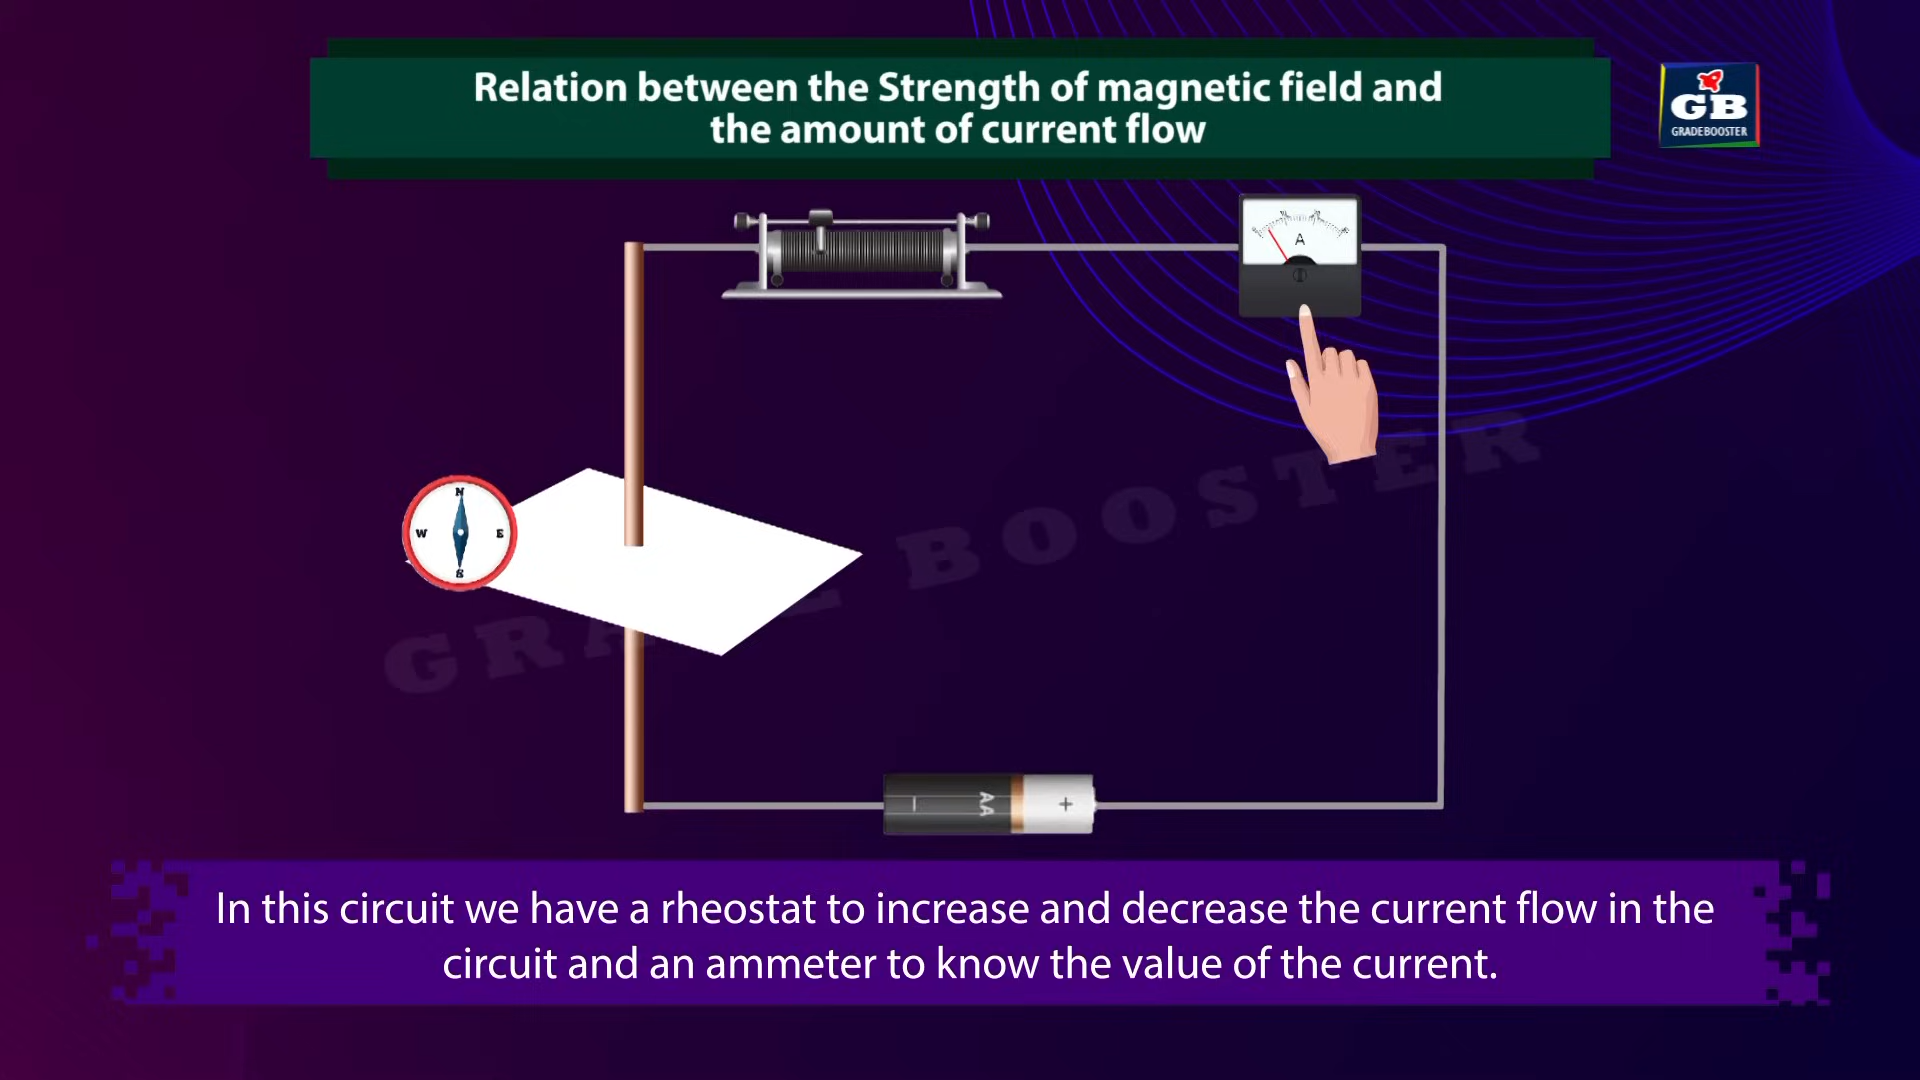 Relation between the Strength of magnetic field and
the amount of current flow
GB
GRADEBOOSTER
A
N
W E
S
GRADE BOOSTER
- AA +
In this circuit we have a rheostat to increase and decrease the current flow in the
circuit and an ammeter to know the value of the current.